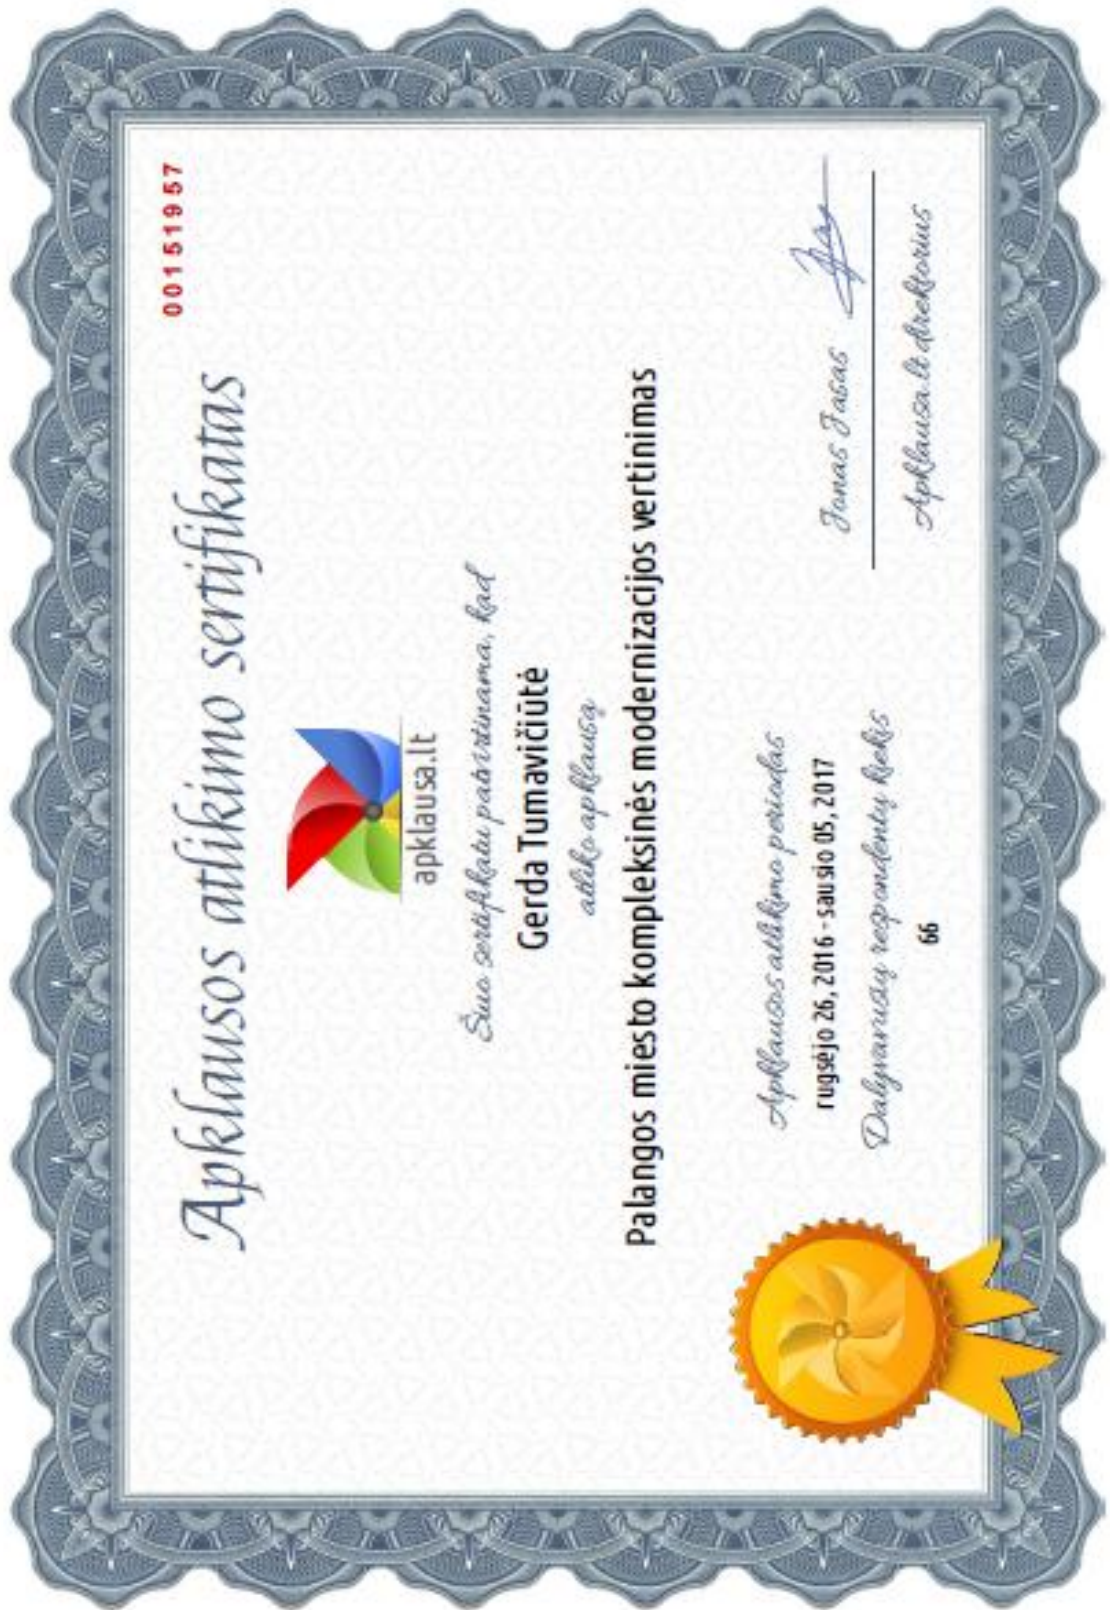 00151957
Apklausos atlikimo sertifikatas
apklausa.lt
Šiuo sertifikatu patvirtinama, kad
Gerda Tumavičiūtė
atliko apklausą
Palangos miesto kompleksinės modernizacijos vertinimas
Apklausos atlikimo periodas
rugsėjo 26, 2016 - sausio 05, 2017
Dalyvavusių respondentų kiekis
66
Jonas Jasas
Apklausa.lt direktorius